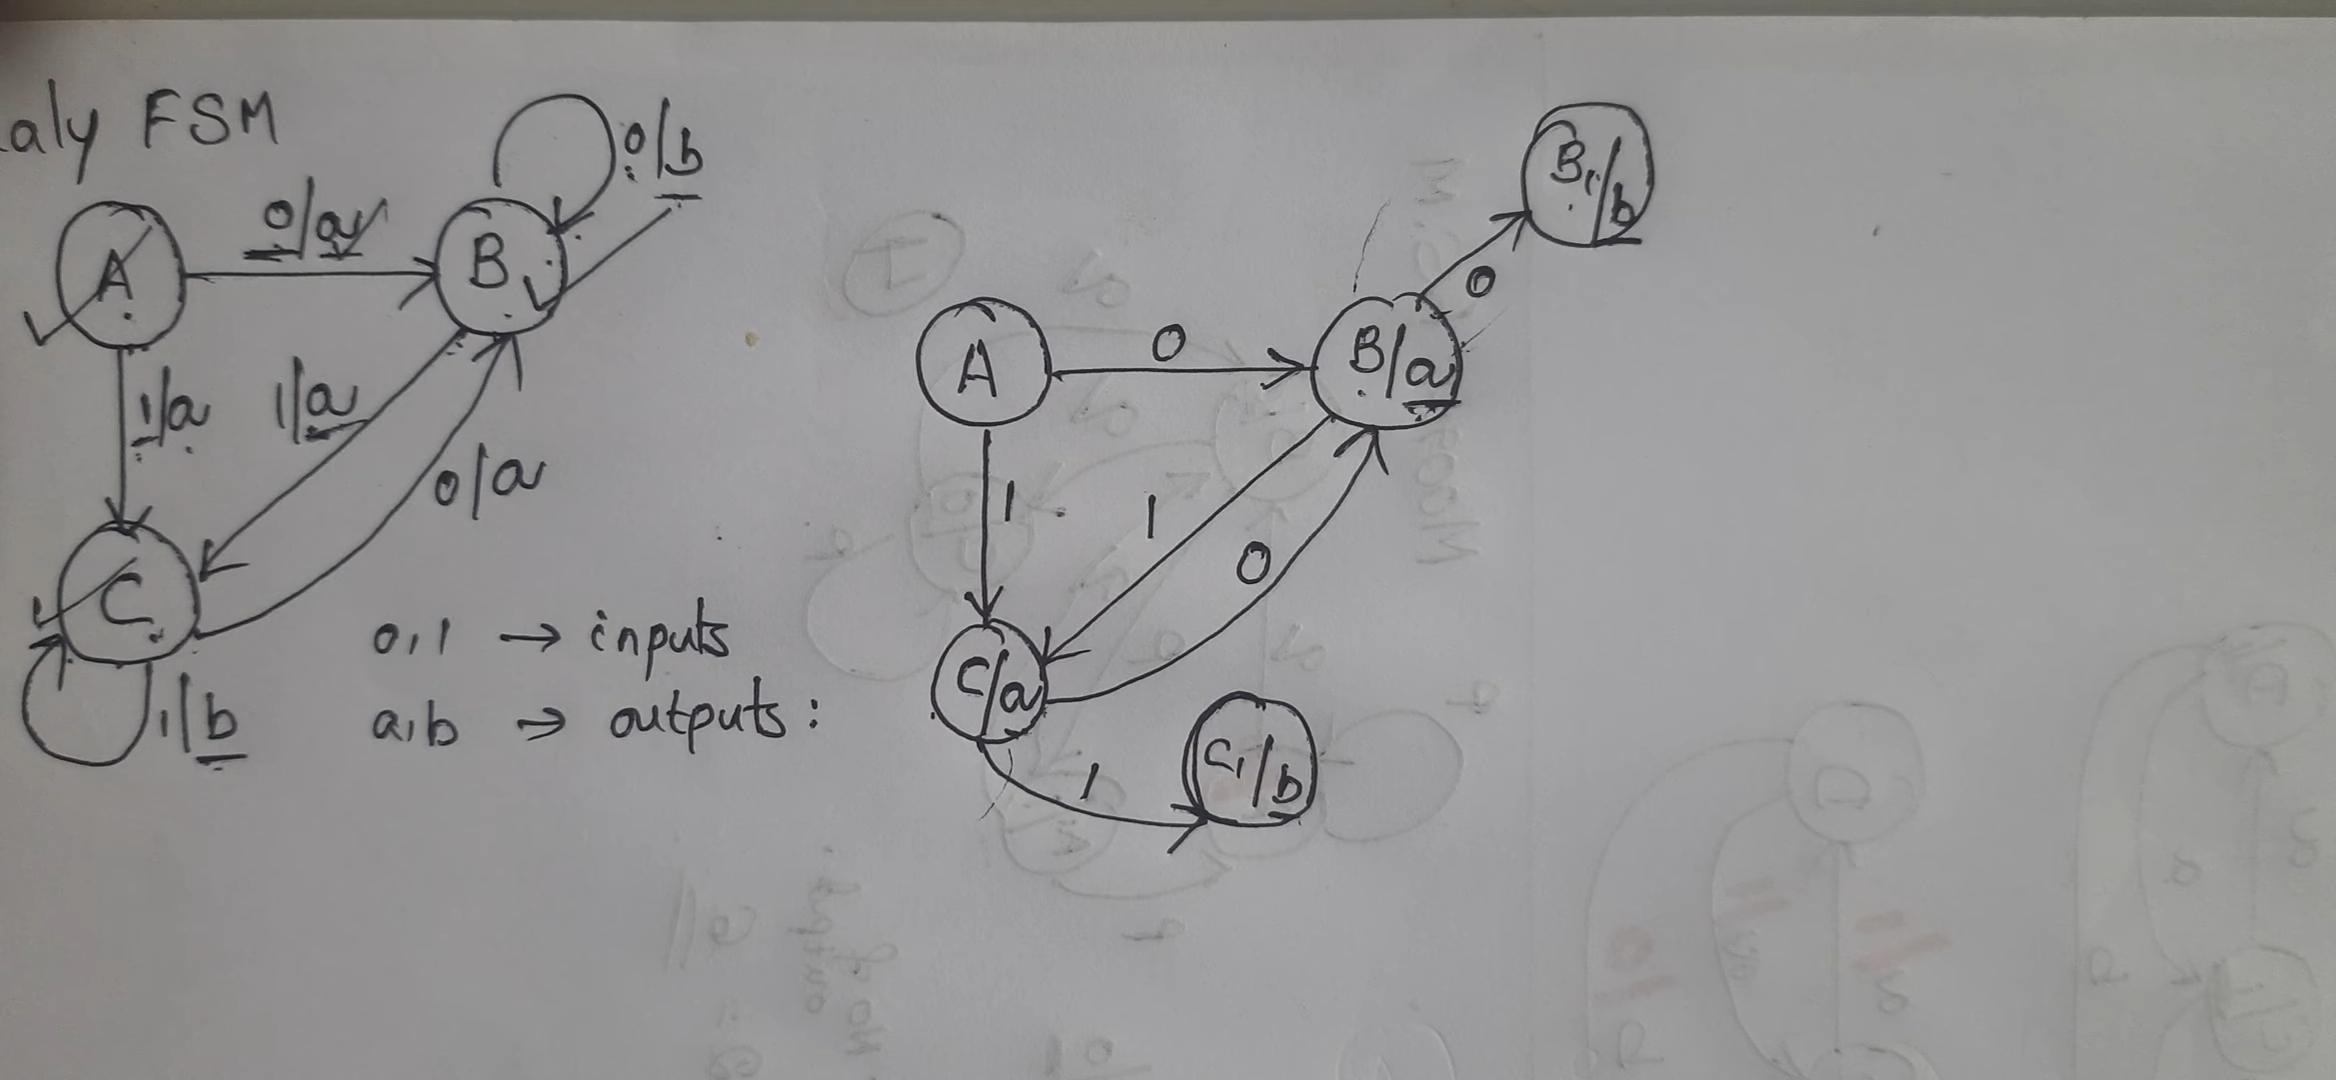 aly FSM
0/b
0/a
A
B
1/a
1/a
0/a
C
1/b
0,1 → inputs
a,b → outputs:
B1/b
0
A
0
B/a
1
1
0
C/a
1
C1/b